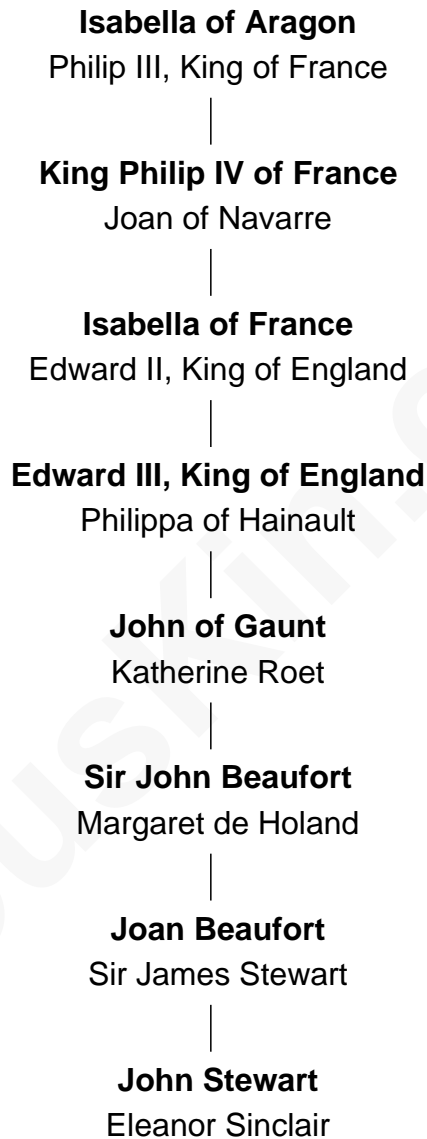 Isabella of Aragon
Philip III, King of France
King Philip IV of France
Joan of Navarre
Isabella of France
Edward II, King of England
Edward III, King of England
Philippa of Hainault
John of Gaunt
Katherine Roet
Sir John Beaufort
Margaret de Holand
Joan Beaufort
Sir James Stewart
John Stewart
Eleanor Sinclair